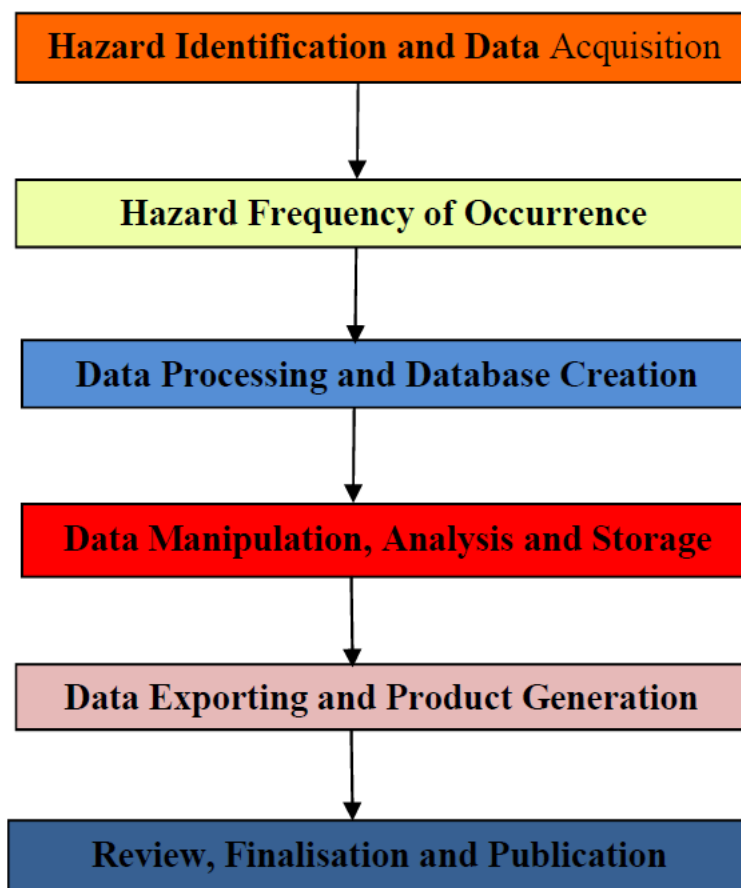 Hazard Identification and Data Acquisition
Hazard Frequency of Occurrence
Data Processing and Database Creation
Data Manipulation, Analysis and Storage
Data Exporting and Product Generation
Review, Finalisation and Publication